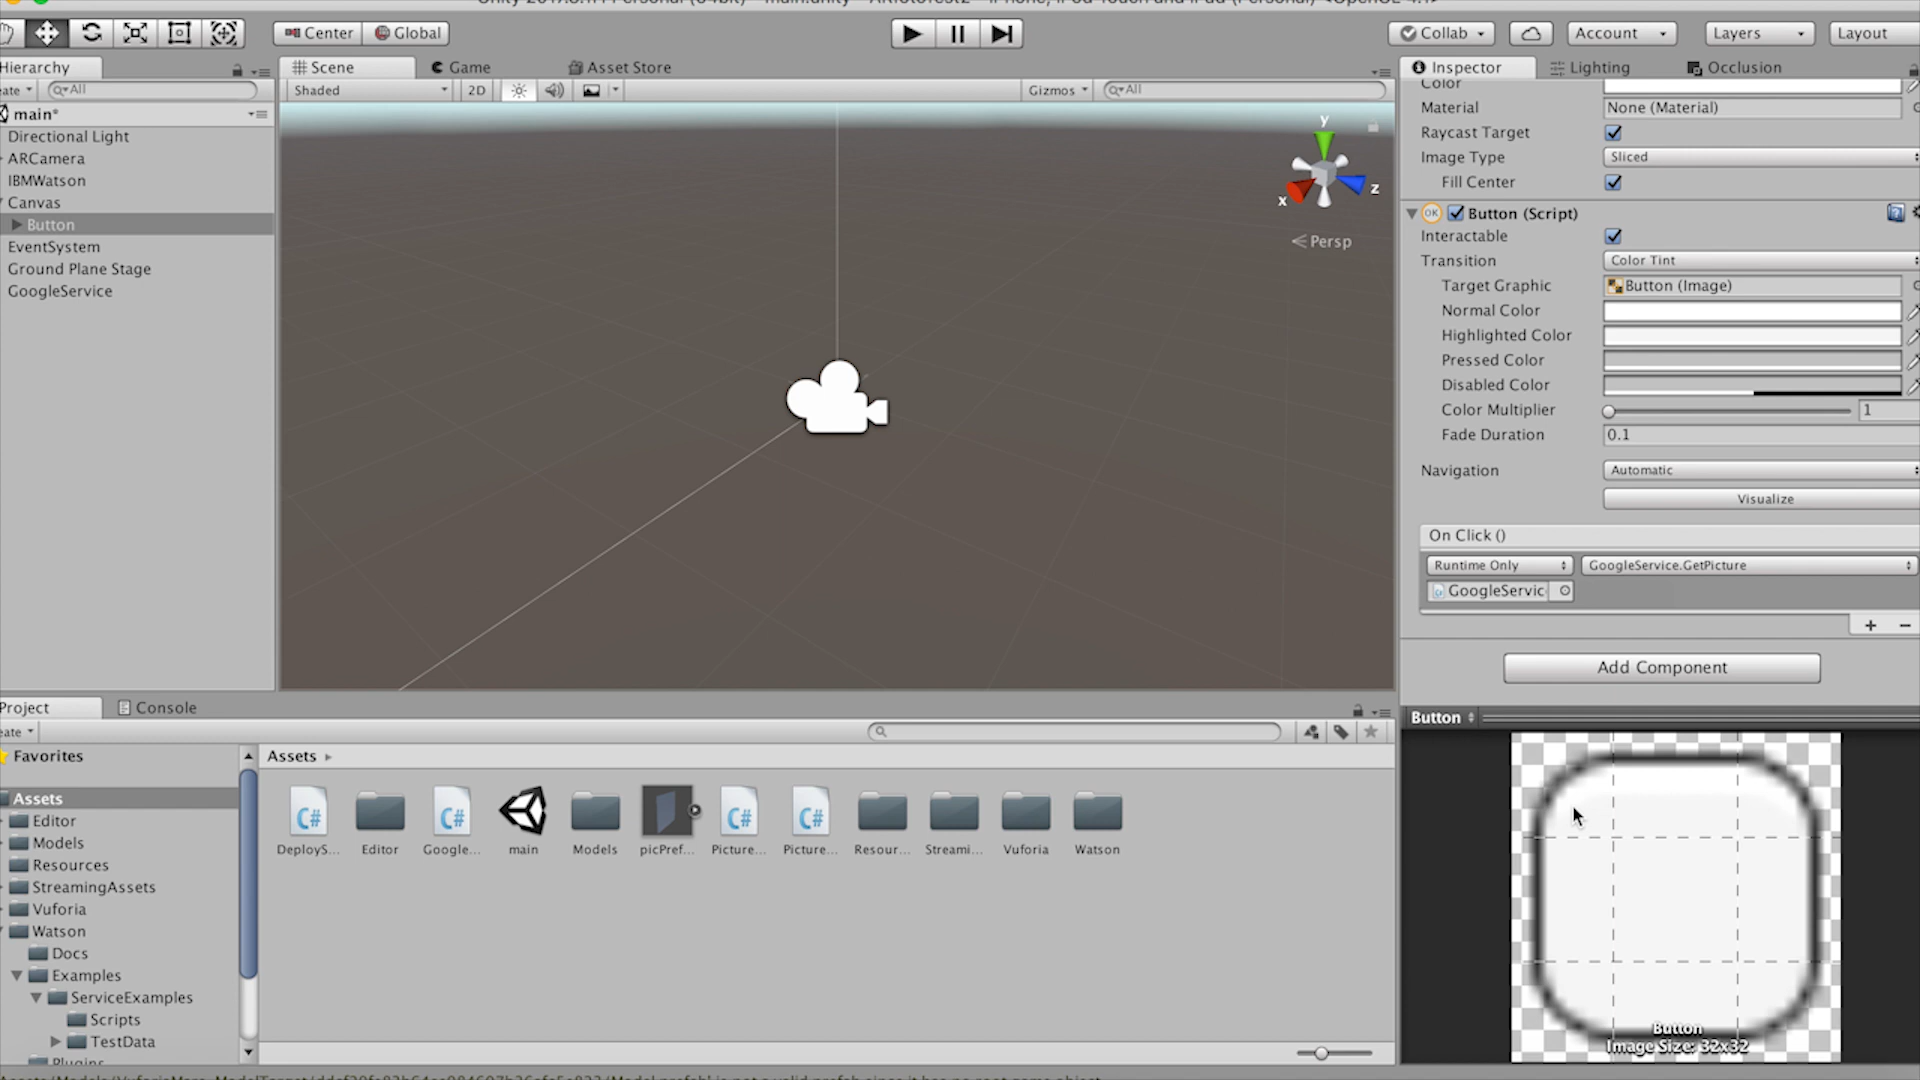 Center
Global
Collab
Account
Layers
Layout
Hierarchy
All
main*
Directional Light
ARCamera
IBMWatson
Canvas
Button
EventSystem
Ground Plane Stage
GoogleService
Scene
Game
Asset Store
Shaded
2D
Gizmos
All
y
x
z
Persp
Inspector
Lighting
Occlusion
Color
Material
None (Material)
Raycast Target
Image Type
Sliced
Fill Center
OK
Button (Script)
Interactable
Transition
Color Tint
Target Graphic
Button (Image)
Normal Color
Highlighted Color
Pressed Color
Disabled Color
Color Multiplier
1
Fade Duration
0.1
Navigation
Automatic
Visualize
On Click ()
Runtime Only
GoogleService.GetPicture
GoogleServic
+ −
Add Component
Button
Button
Image Size: 32x32
Project
Console
Favorites
Assets
Editor
Models
Resources
StreamingAssets
Vuforia
Watson
Docs
Examples
ServiceExamples
Scripts
TestData
Plugins
Assets
C#
C#
C#
C#
DeployS...
Editor
Google...
main
Models
picPref...
Picture...
Picture...
Resour...
Streami...
Vuforia
Watson